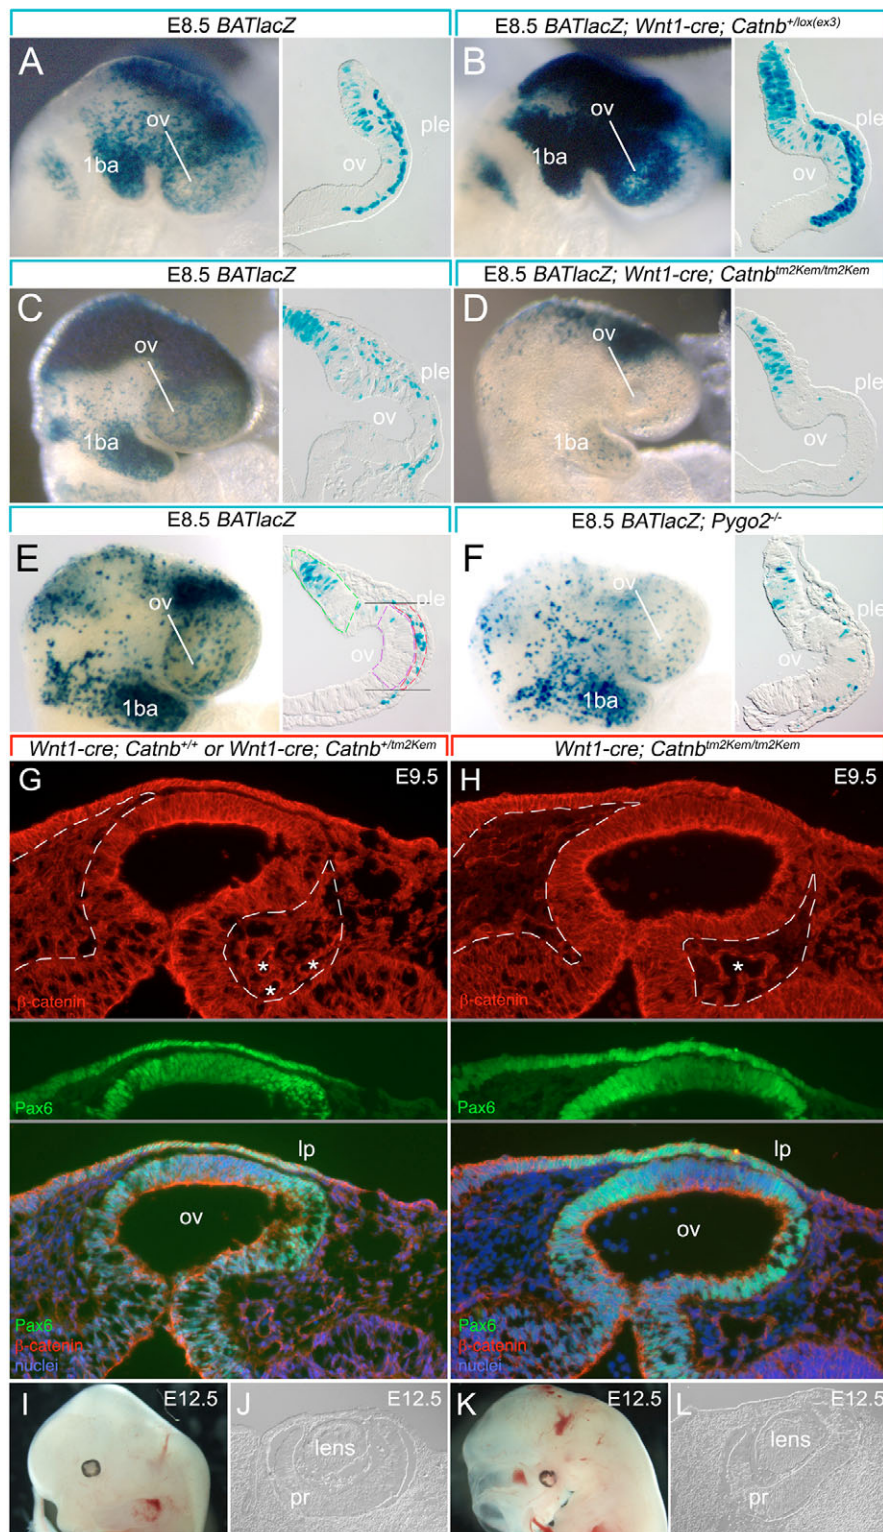 E8.5 BATlacZ
E8.5 BATlacZ; Wnt1-cre; Catnb+/lox(ex3)
A
ov
1ba
ple
ov
B
ov
1ba
ple
ov
E8.5 BATlacZ
E8.5 BATlacZ; Wnt1-cre; Catnbtm2Kem/tm2Kem
C
ov
1ba
ple
ov
D
ov
1ba
ple
ov
E8.5 BATlacZ
E8.5 BATlacZ; Pygo2-/-
E
ov
1ba
ple
ov
F
ov
1ba
ple
ov
Wnt1-cre; Catnb+/+ or Wnt1-cre; Catnb+/tm2Kem
Wnt1-cre; Catnbtm2Kem/tm2Kem
G
E9.5
* * *
β-catenin
H
E9.5
*
β-catenin
Pax6
Pax6
lp
ov
Pax6
β-catenin
nuclei
lp
ov
Pax6
β-catenin
nuclei
I
E12.5
J
E12.5
lens
pr
K
E12.5
L
E12.5
lens
pr